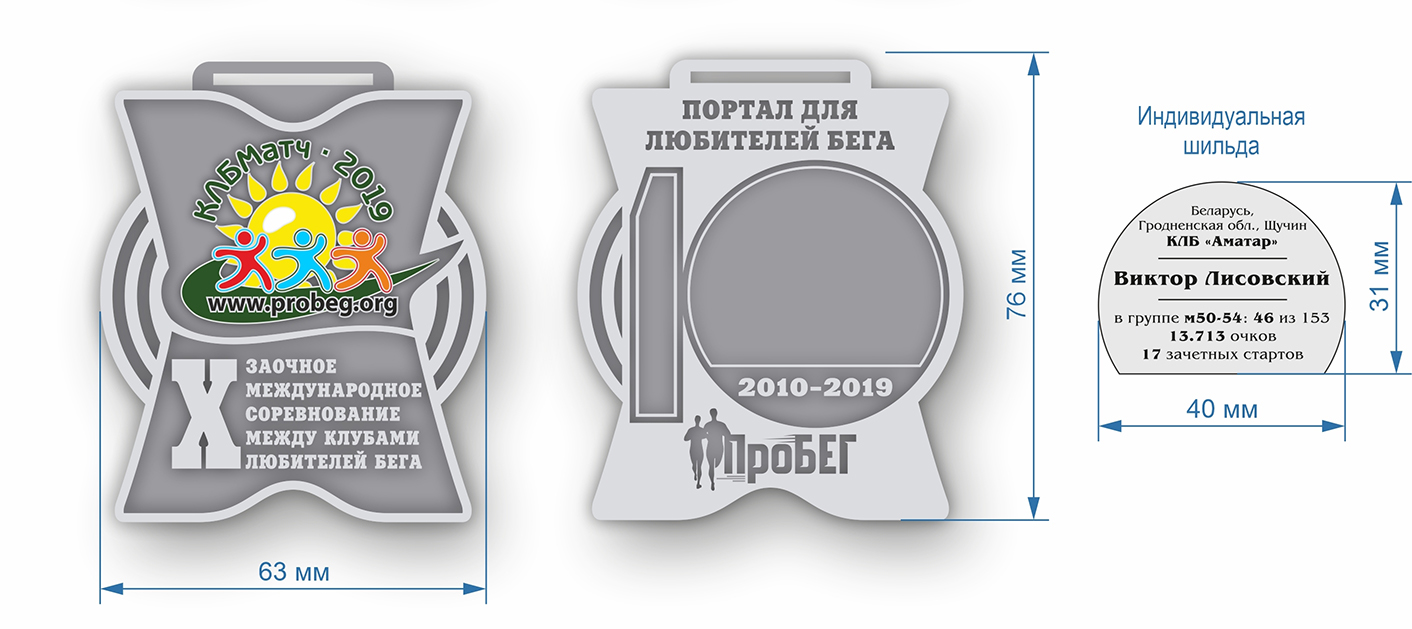 КЛБМатч · 2019
www.probeg.org
X
ЗАОЧНОЕ
МЕЖДУНАРОДНОЕ
СОРЕВНОВАНИЕ
МЕЖДУ КЛУБАМИ
ЛЮБИТЕЛЕЙ БЕГА
63 мм
ПОРТАЛ ДЛЯ
ЛЮБИТЕЛЕЙ БЕГА
10
2010-2019
ПроБЕГ
76 мм
Индивидуальная
шильда
Беларусь,
Гродненская обл., Щучин
КЛБ «Аматар»
Виктор Лисовский
в группе м50-54: 46 из 153
13.713 очков
17 зачетных стартов
31 мм
40 мм